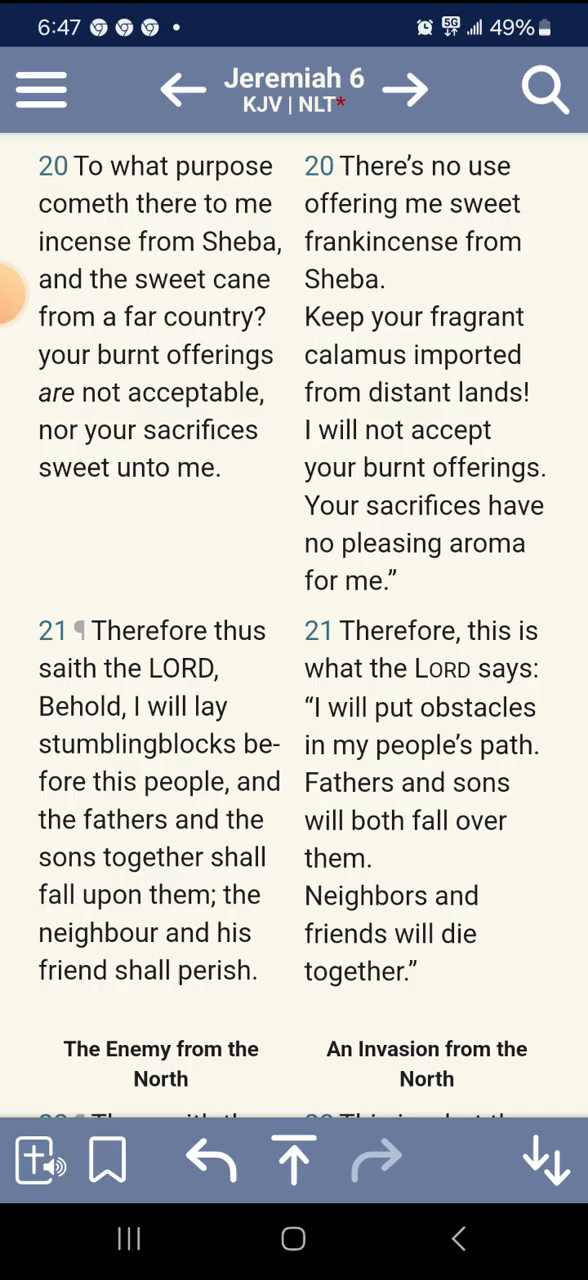 6:47
5G
49%
Jeremiah 6
KJV | NLT*
20 To what purpose
cometh there to me
incense from Sheba,
and the sweet cane
from a far country?
your burnt offerings
are not acceptable,
nor your sacrifices
sweet unto me.
20 There’s no use
offering me sweet
frankincense from
Sheba.
Keep your fragrant
calamus imported
from distant lands!
I will not accept
your burnt offerings.
Your sacrifices have
no pleasing aroma
for me.”
21 ¶ Therefore thus
saith the LORD,
Behold, I will lay
stumblingblocks be-
fore this people, and
the fathers and the
sons together shall
fall upon them; the
neighbour and his
friend shall perish.
21 Therefore, this is
what the LORD says:
“I will put obstacles
in my people’s path.
Fathers and sons
will both fall over
them.
Neighbors and
friends will die
together.”
The Enemy from the
North
An Invasion from the
North